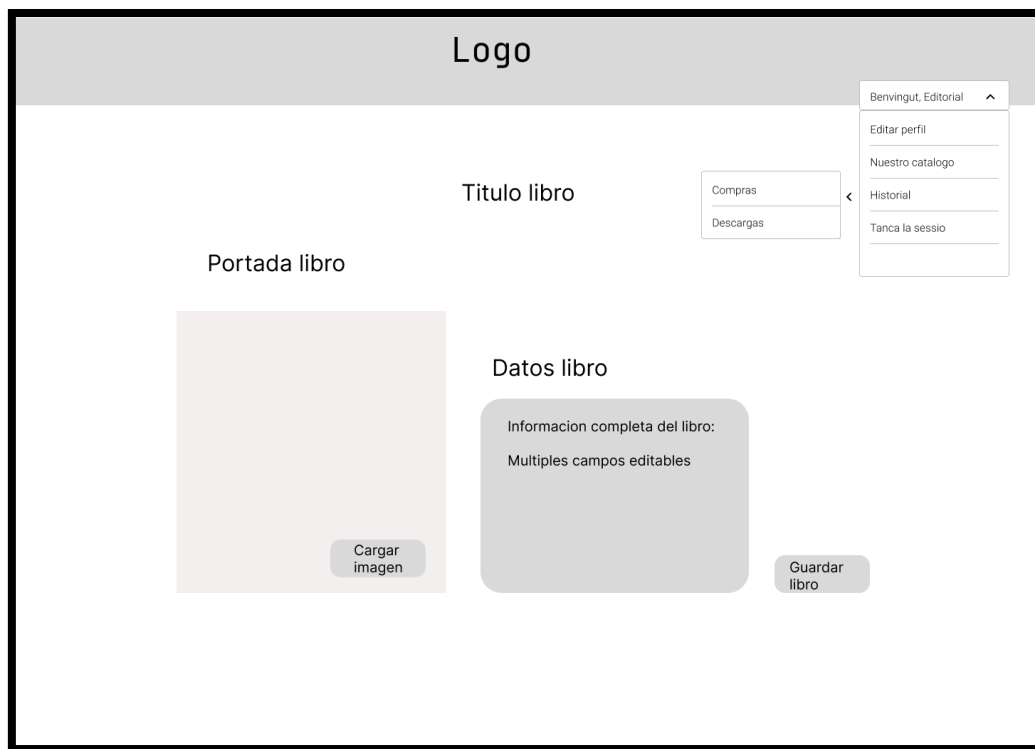 Logo
Benvingut, Editorial
Editar perfil
Nuestro catalogo
Historial
Tanca la sessio
Compras
Descargas
Titulo libro
Portada libro
Cargar
imagen
Datos libro
Informacion completa del libro:
Multiples campos editables
Guardar
libro